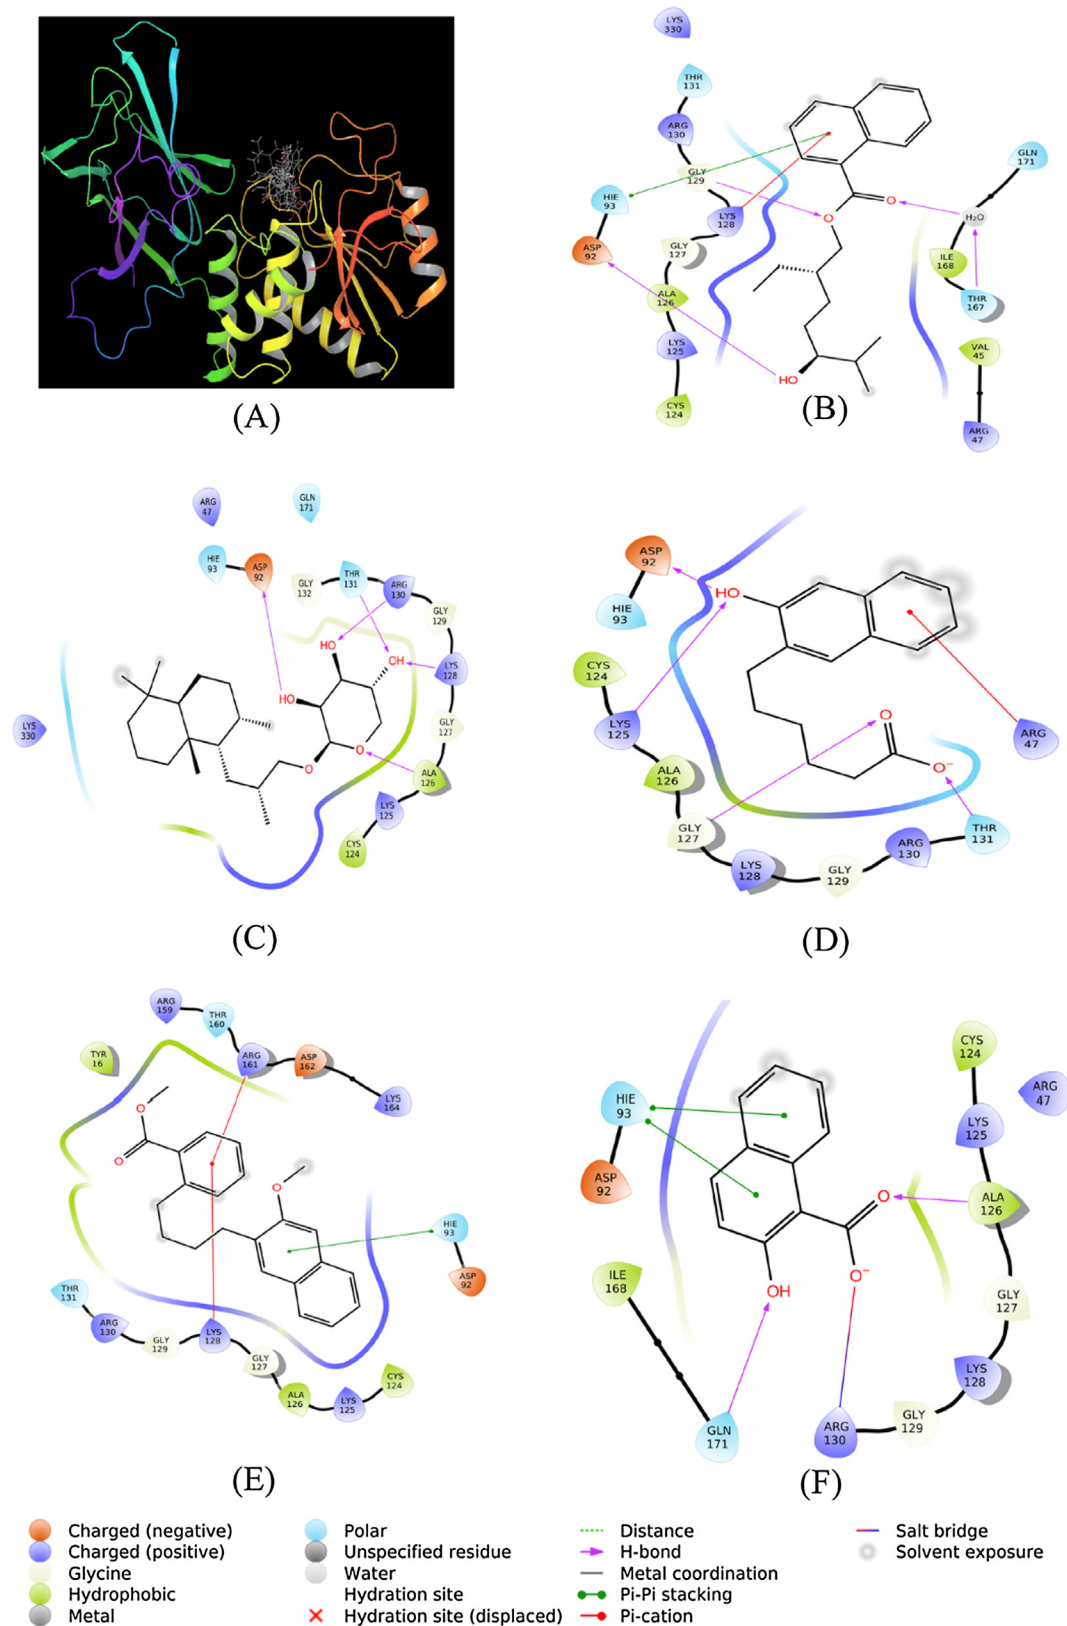 (A)
LYS
330
THR
131
ARG
130
GLY
129
HIE
93
LYS
128
ASP
92
GLY
127
ALA
126
LYS
125
CYS
124
O
O
HO
H₂O
GLN
171
ILE
168
THR
167
VAL
45
ARG
47
(B)
ARG
47
GLN
171
HIE
93
ASP
92
GLY
132
THR
131
ARG
130
GLY
129
LYS
128
GLY
127
ALA
126
LYS
125
CYS
124
LYS
330
HO
OH
HO
O
O
(C)
ASP
92
HIE
93
CYS
124
LYS
125
ALA
126
GLY
127
LYS
128
GLY
129
ARG
130
THR
131
ARG
47
HO
O
O⁻
(D)
ARG
159
THR
160
TYR
16
ARG
161
ASP
162
LYS
164
O
O
O
HIE
93
ASP
92
THR
131
ARG
130
GLY
129
LYS
128
GLY
127
ALA
126
LYS
125
CYS
124
(E)
CYS
124
ARG
47
LYS
125
HIE
93
ASP
92
ALA
126
O
O⁻
OH
ILE
168
GLY
127
LYS
128
GLY
129
ARG
130
GLN
171
(F)
Charged (negative)
Charged (positive)
Glycine
Hydrophobic
Metal
Polar
Unspecified residue
Water
Hydration site
Hydration site (displaced)
Distance
H-bond
Metal coordination
Pi-Pi stacking
Pi-cation
Salt bridge
Solvent exposure